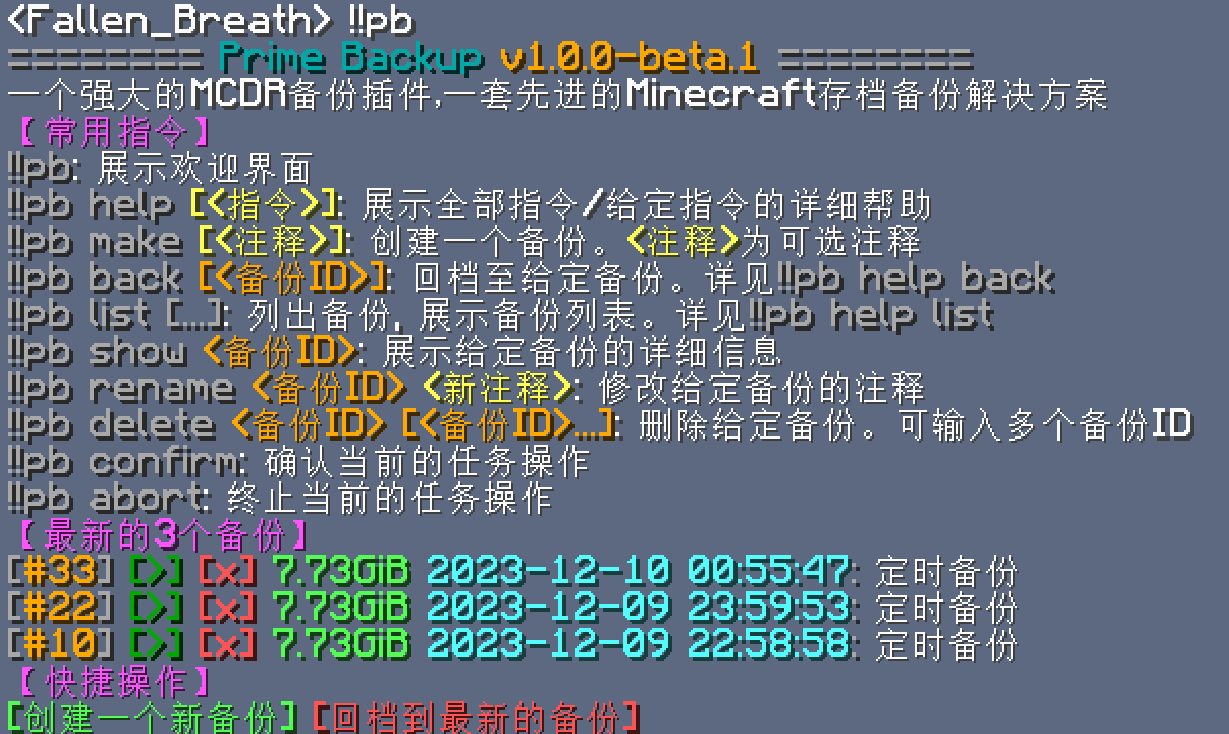 <Fallen_Breath> !!pb
======== Prime Backup v1.0.0-beta.1 ========
一个强大的MCDR备份插件,一套先进的Minecraft存档备份解决方案
【常用指令】
!!pb: 展示欢迎界面
!!pb help [<指令>]: 展示全部指令/给定指令的详细帮助
!!pb make [<注释>]: 创建一个备份。<注释>为可选注释
!!pb back [<备份ID>]: 回档至给定备份。详见!!pb help back
!!pb list [...]: 列出备份, 展示备份列表。详见!!pb help list
!!pb show <备份ID>: 展示给定备份的详细信息
!!pb rename <备份ID> <新注释>: 修改给定备份的注释
!!pb delete <备份ID> [<备份ID>...]: 删除给定备份。可输入多个备份ID
!!pb confirm: 确认当前的任务操作
!!pb abort: 终止当前的任务操作
【最新的3个备份】
[#33] [>] [x] 7.73GiB 2023-12-10 00:55:47: 定时备份
[#22] [>] [x] 7.73GiB 2023-12-09 23:59:53: 定时备份
[#10] [>] [x] 7.73GiB 2023-12-09 22:58:58: 定时备份
【快捷操作】
[创建一个新备份] [回档到最新的备份]